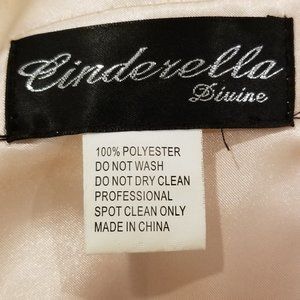 Cinderella
Divine
100% POLYESTER
DO NOT WASH
DO NOT DRY CLEAN
PROFESSIONAL
SPOT CLEAN ONLY
MADE IN CHINA